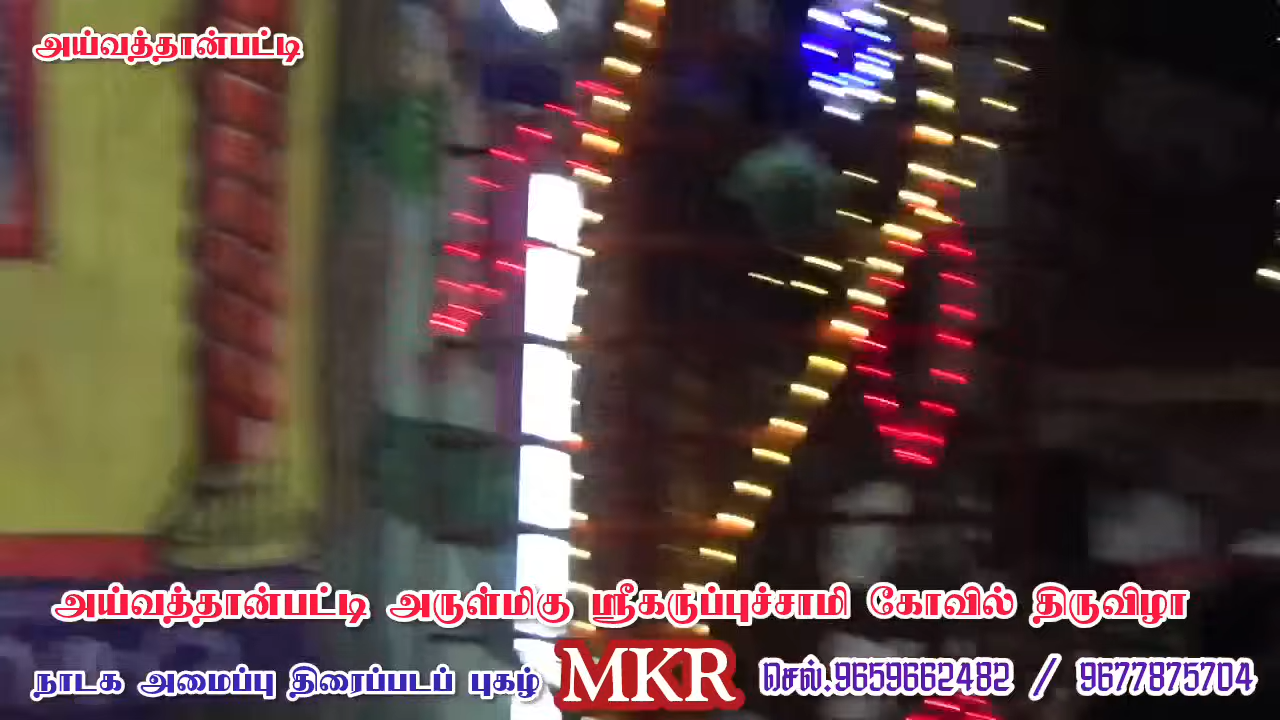 அய்வத்தான்பட்டி
அய்வத்தான்பட்டி அருள்மிகு ஸ்ரீகருப்புச்சாமி கோவில் திருவிழா
நாடக அமைப்பு திரைப்படப் புகழ் MKR செல்.9659662482 / 9677875704